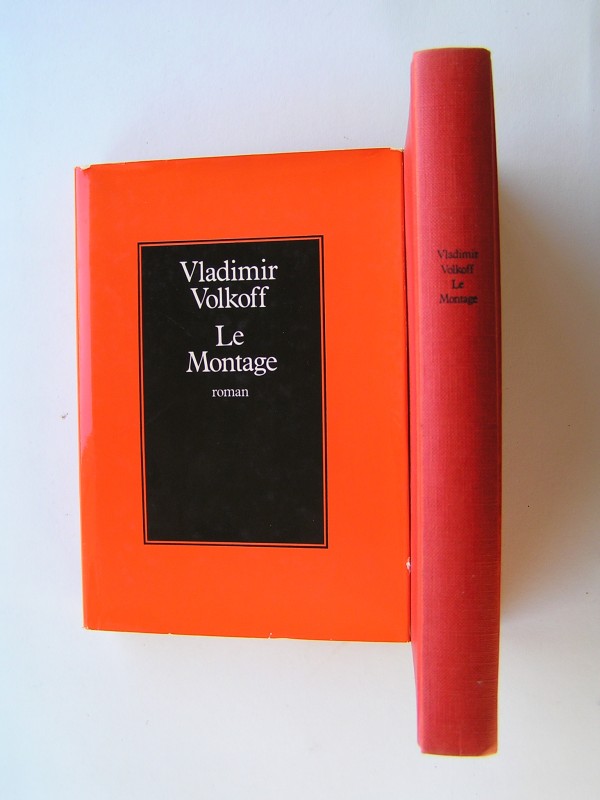 Vladimir
Volkoff
Le
Montage
roman
Vladimir
Volkoff
Le
Montage